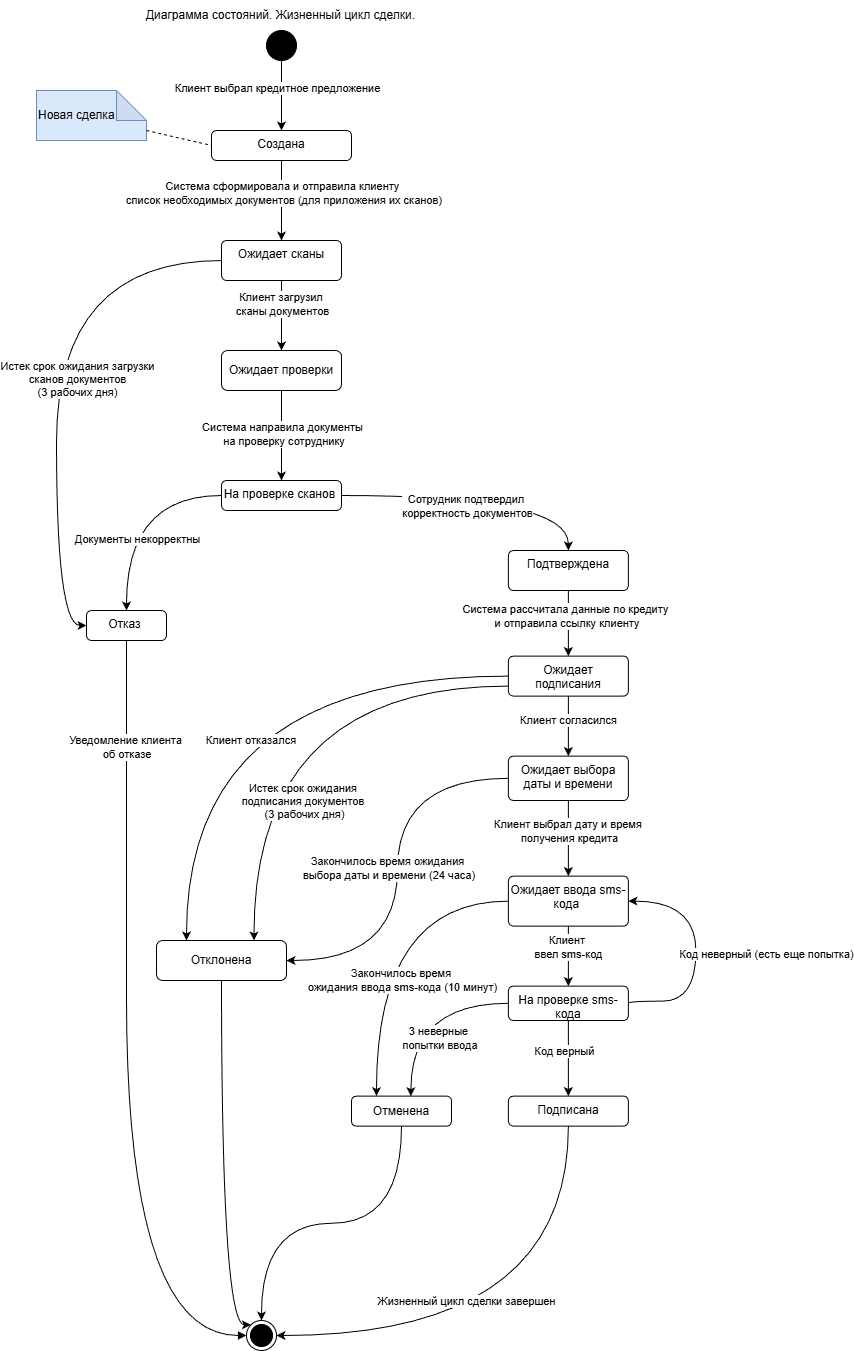 Диаграмма состояний. Жизненный цикл сделки.
Клиент выбрал кредитное предложение
Новая сделка
Создана
Система сформировала и отправила клиенту
список необходимых документов (для приложения их сканов)
Ожидает сканы
Клиент загрузил
сканы документов
Истек срок ожидания загрузки
сканов документов
(3 рабочих дня)
Ожидает проверки
Система направила документы
на проверку сотруднику
На проверке сканов
Сотрудник подтвердил
корректность документов
Документы некорректны
Подтверждена
Отказ
Система рассчитала данные по кредиту
и отправила ссылку клиенту
Ожидает
подписания
Клиент согласился
Уведомление клиента
об отказе
Клиент отказался
Ожидает выбора
даты и времени
Истек срок ожидания
подписания документов
(3 рабочих дня)
Клиент выбрал дату и время
получения кредита
Закончилось время ожидания
выбора даты и времени (24 часа)
Ожидает ввода sms-
кода
Клиент
ввел sms-код
Код неверный (есть еще попытка)
Отклонена
Закончилось время
ожидания ввода sms-кода (10 минут)
На проверке sms-
кода
3 неверные
попытки ввода
Код верный
Отменена
Подписана
Жизненный цикл сделки завершен